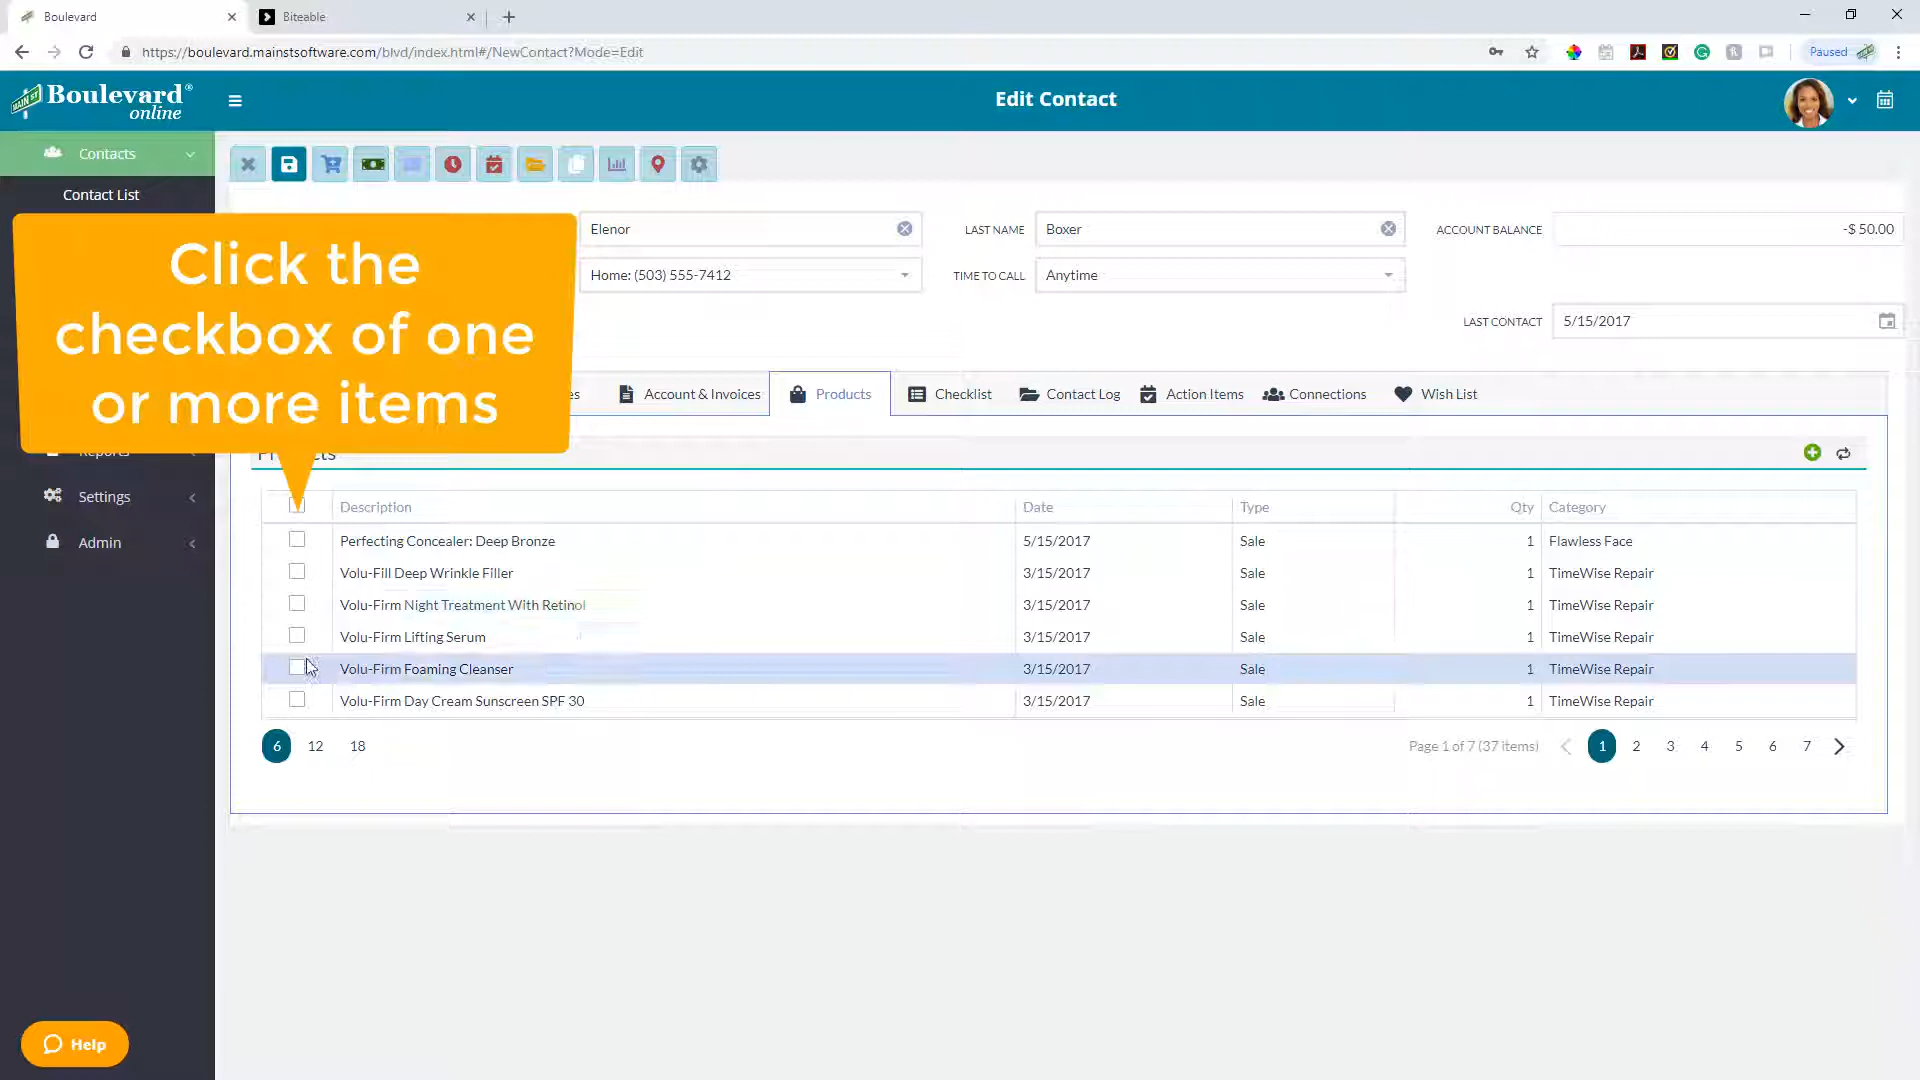 Boulevard
Biteable
https://boulevard.mainstsoftware.com/blvd/index.html#/NewContact?Mode=Edit
Paused
MAIN ST
Boulevard®
online
Edit Contact
Contacts
Contact List
Click the
checkbox of one
or more items
Elenor
LAST NAME
Boxer
ACCOUNT BALANCE
-$ 50.00
Home: (503) 555-7412
TIME TO CALL
Anytime
LAST CONTACT
5/15/2017
Account & Invoices
Products
Checklist
Contact Log
Action Items
Connections
Wish List
Reports
Settings
Admin
Description Date Type Qty Category
Perfecting Concealer: Deep Bronze 5/15/2017 Sale 1 Flawless Face
Volu-Fill Deep Wrinkle Filler 3/15/2017 Sale 1 TimeWise Repair
Volu-Firm Night Treatment With Retinol 3/15/2017 Sale 1 TimeWise Repair
Volu-Firm Lifting Serum 3/15/2017 Sale 1 TimeWise Repair
Volu-Firm Foaming Cleanser 3/15/2017 Sale 1 TimeWise Repair
Volu-Firm Day Cream Sunscreen SPF 30 3/15/2017 Sale 1 TimeWise Repair
6 12 18
Page 1 of 7 (37 items) 1 2 3 4 5 6 7
Help